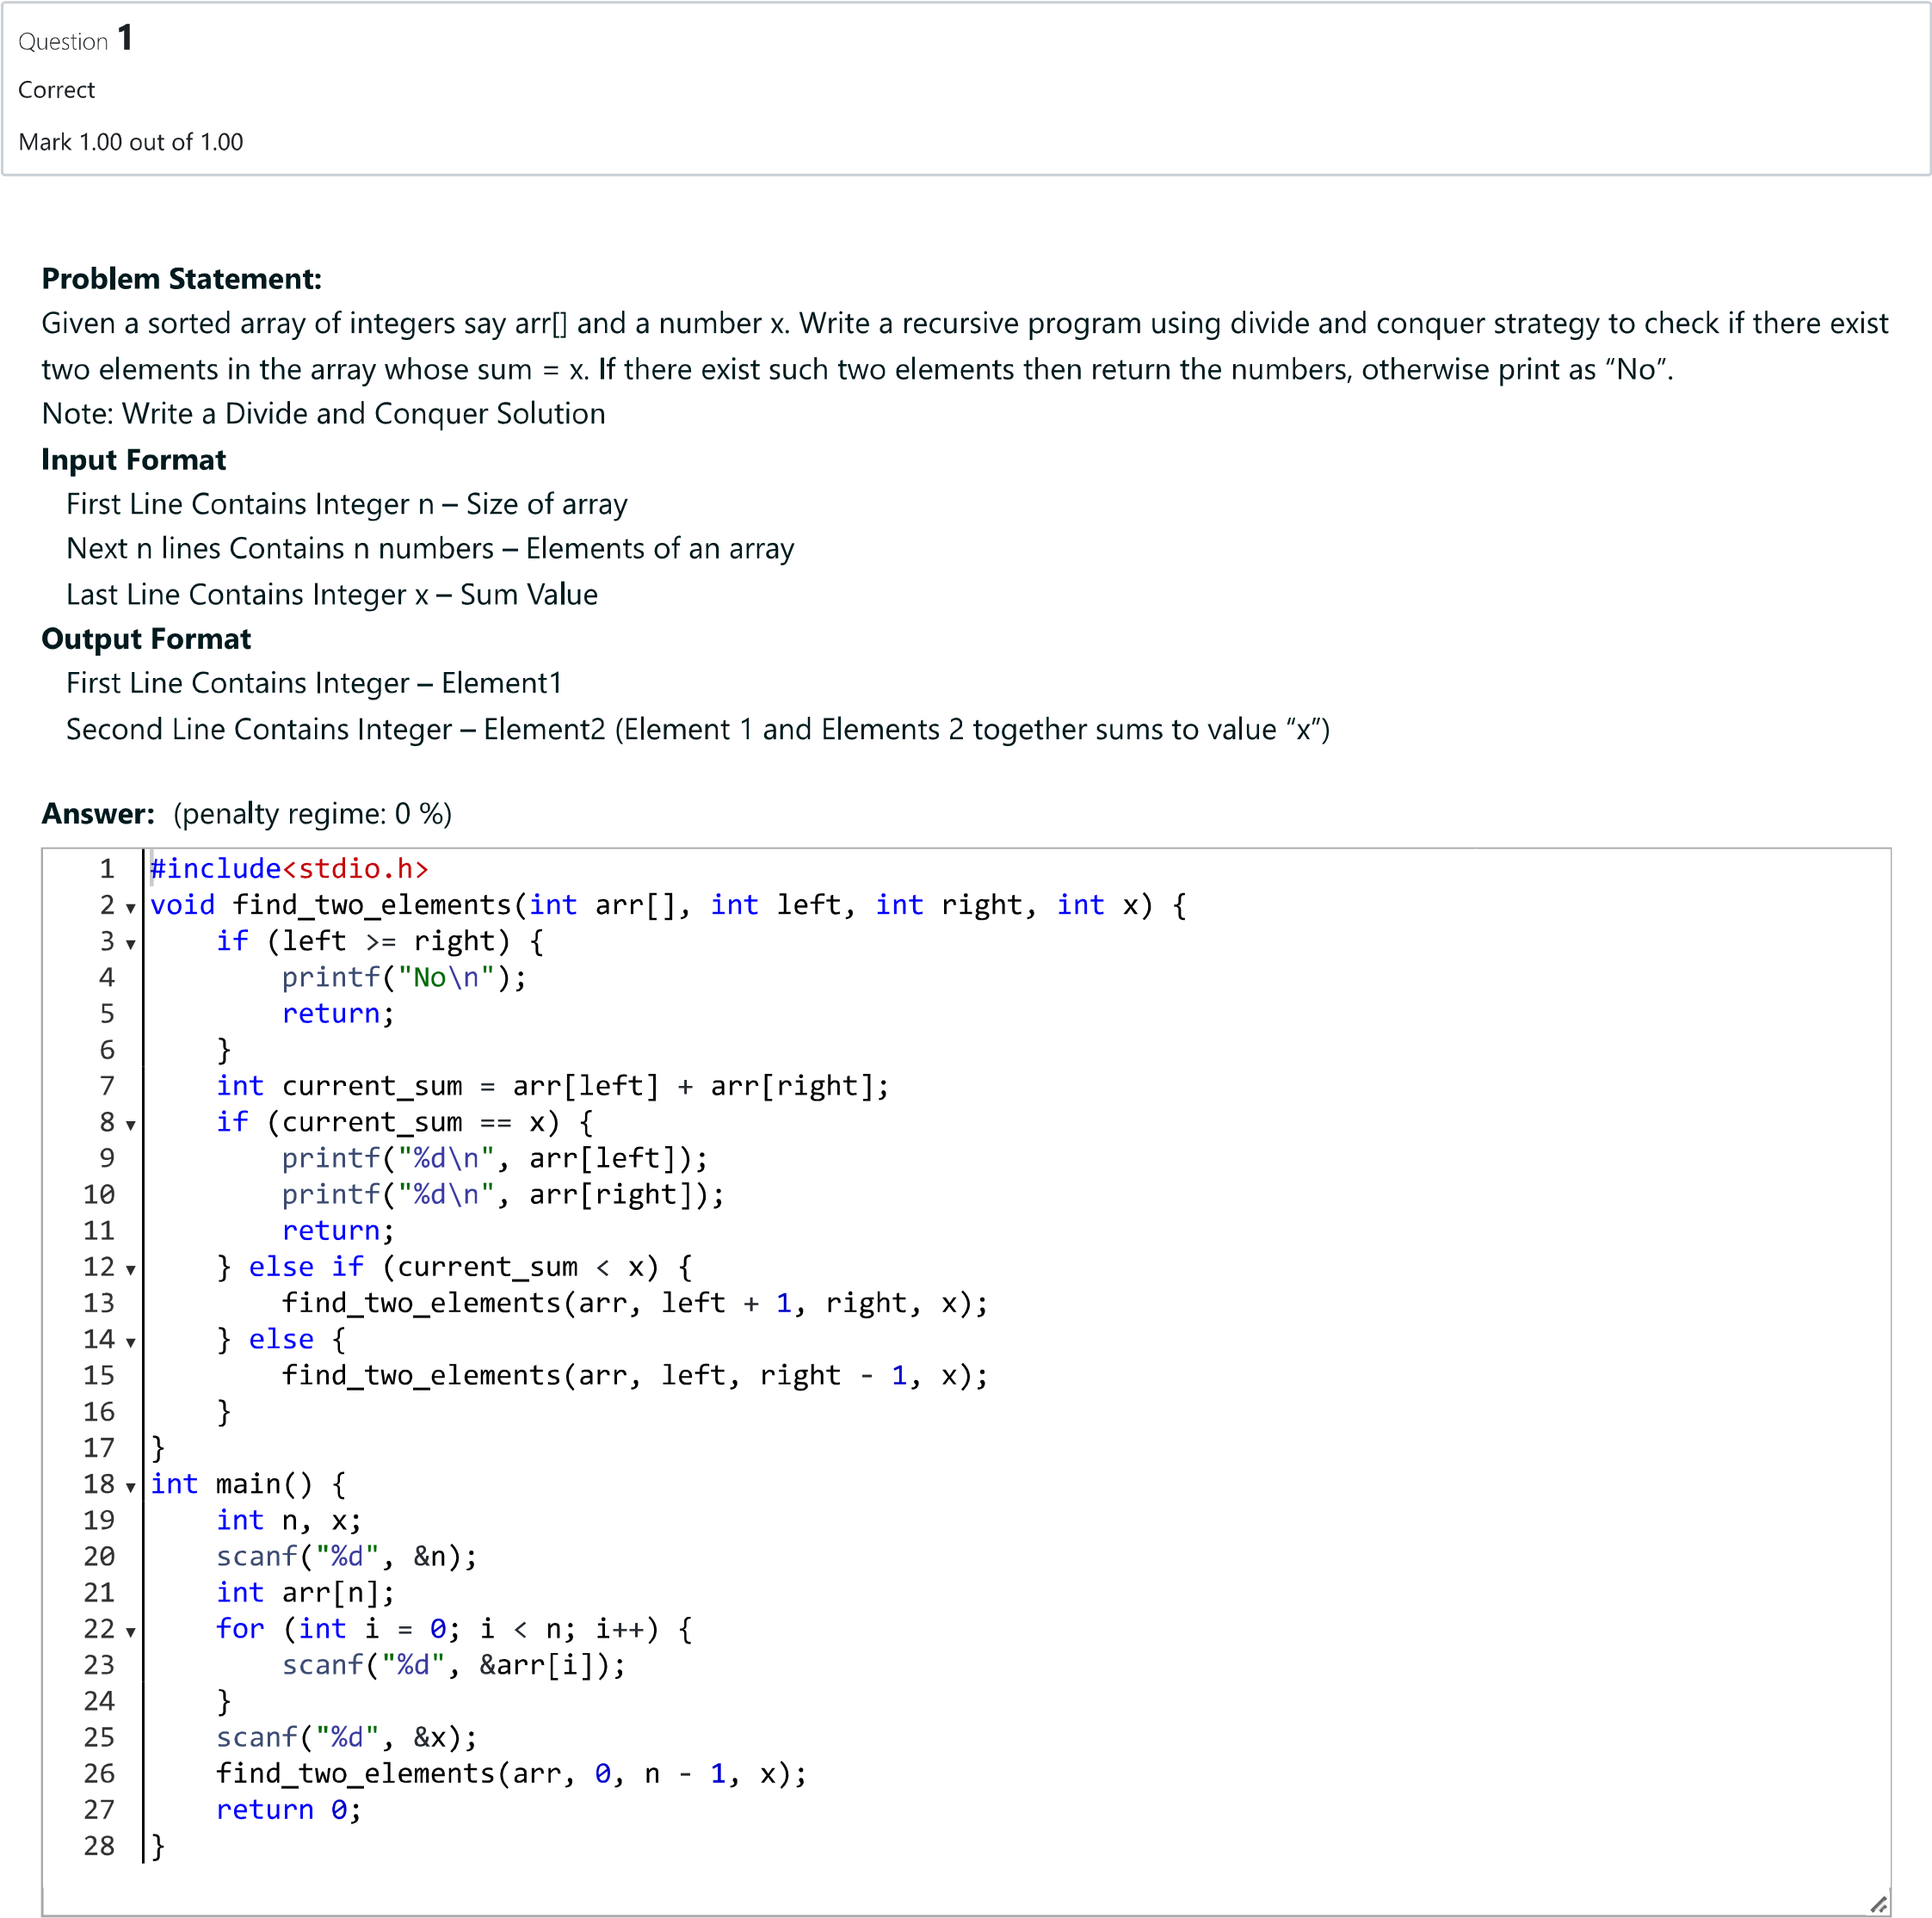 Question 1
Correct
Mark 1.00 out of 1.00
Problem Statement:
Given a sorted array of integers say arr[] and a number x. Write a recursive program using divide and conquer strategy to check if there exist
two elements in the array whose sum = x. If there exist such two elements then return the numbers, otherwise print as “No”.
Note: Write a Divide and Conquer Solution
Input Format
First Line Contains Integer n – Size of array
Next n lines Contains n numbers – Elements of an array
Last Line Contains Integer x – Sum Value
Output Format
First Line Contains Integer – Element1
Second Line Contains Integer – Element2 (Element 1 and Elements 2 together sums to value “x”)
Answer: (penalty regime: 0 %)
1 #include<stdio.h>
2 void find_two_elements(int arr[], int left, int right, int x) {
3     if (left >= right) {
4         printf("No\n");
5         return;
6     }
7     int current_sum = arr[left] + arr[right];
8     if (current_sum == x) {
9         printf("%d\n", arr[left]);
10         printf("%d\n", arr[right]);
11         return;
12     } else if (current_sum < x) {
13         find_two_elements(arr, left + 1, right, x);
14     } else {
15         find_two_elements(arr, left, right - 1, x);
16     }
17 }
18 int main() {
19     int n, x;
20     scanf("%d", &n);
21     int arr[n];
22     for (int i = 0; i < n; i++) {
23         scanf("%d", &arr[i]);
24     }
25     scanf("%d", &x);
26     find_two_elements(arr, 0, n - 1, x);
27     return 0;
28 }